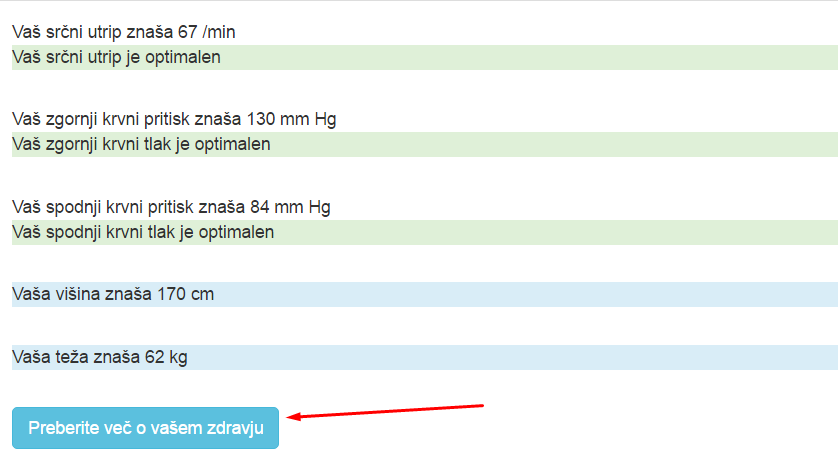 Vaš srčni utrip znaša 67 /min
Vaš srčni utrip je optimalen
Vaš zgornji krvni pritisk znaša 130 mm Hg
Vaš zgornji krvni tlak je optimalen
Vaš spodnji krvni pritisk znaša 84 mm Hg
Vaš spodnji krvni tlak je optimalen
Vaša višina znaša 170 cm
Vaša teža znaša 62 kg
Preberite več o vašem zdravju